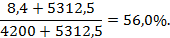 8,4 + 5312,5
4200 + 5312,5
= 56,0%.